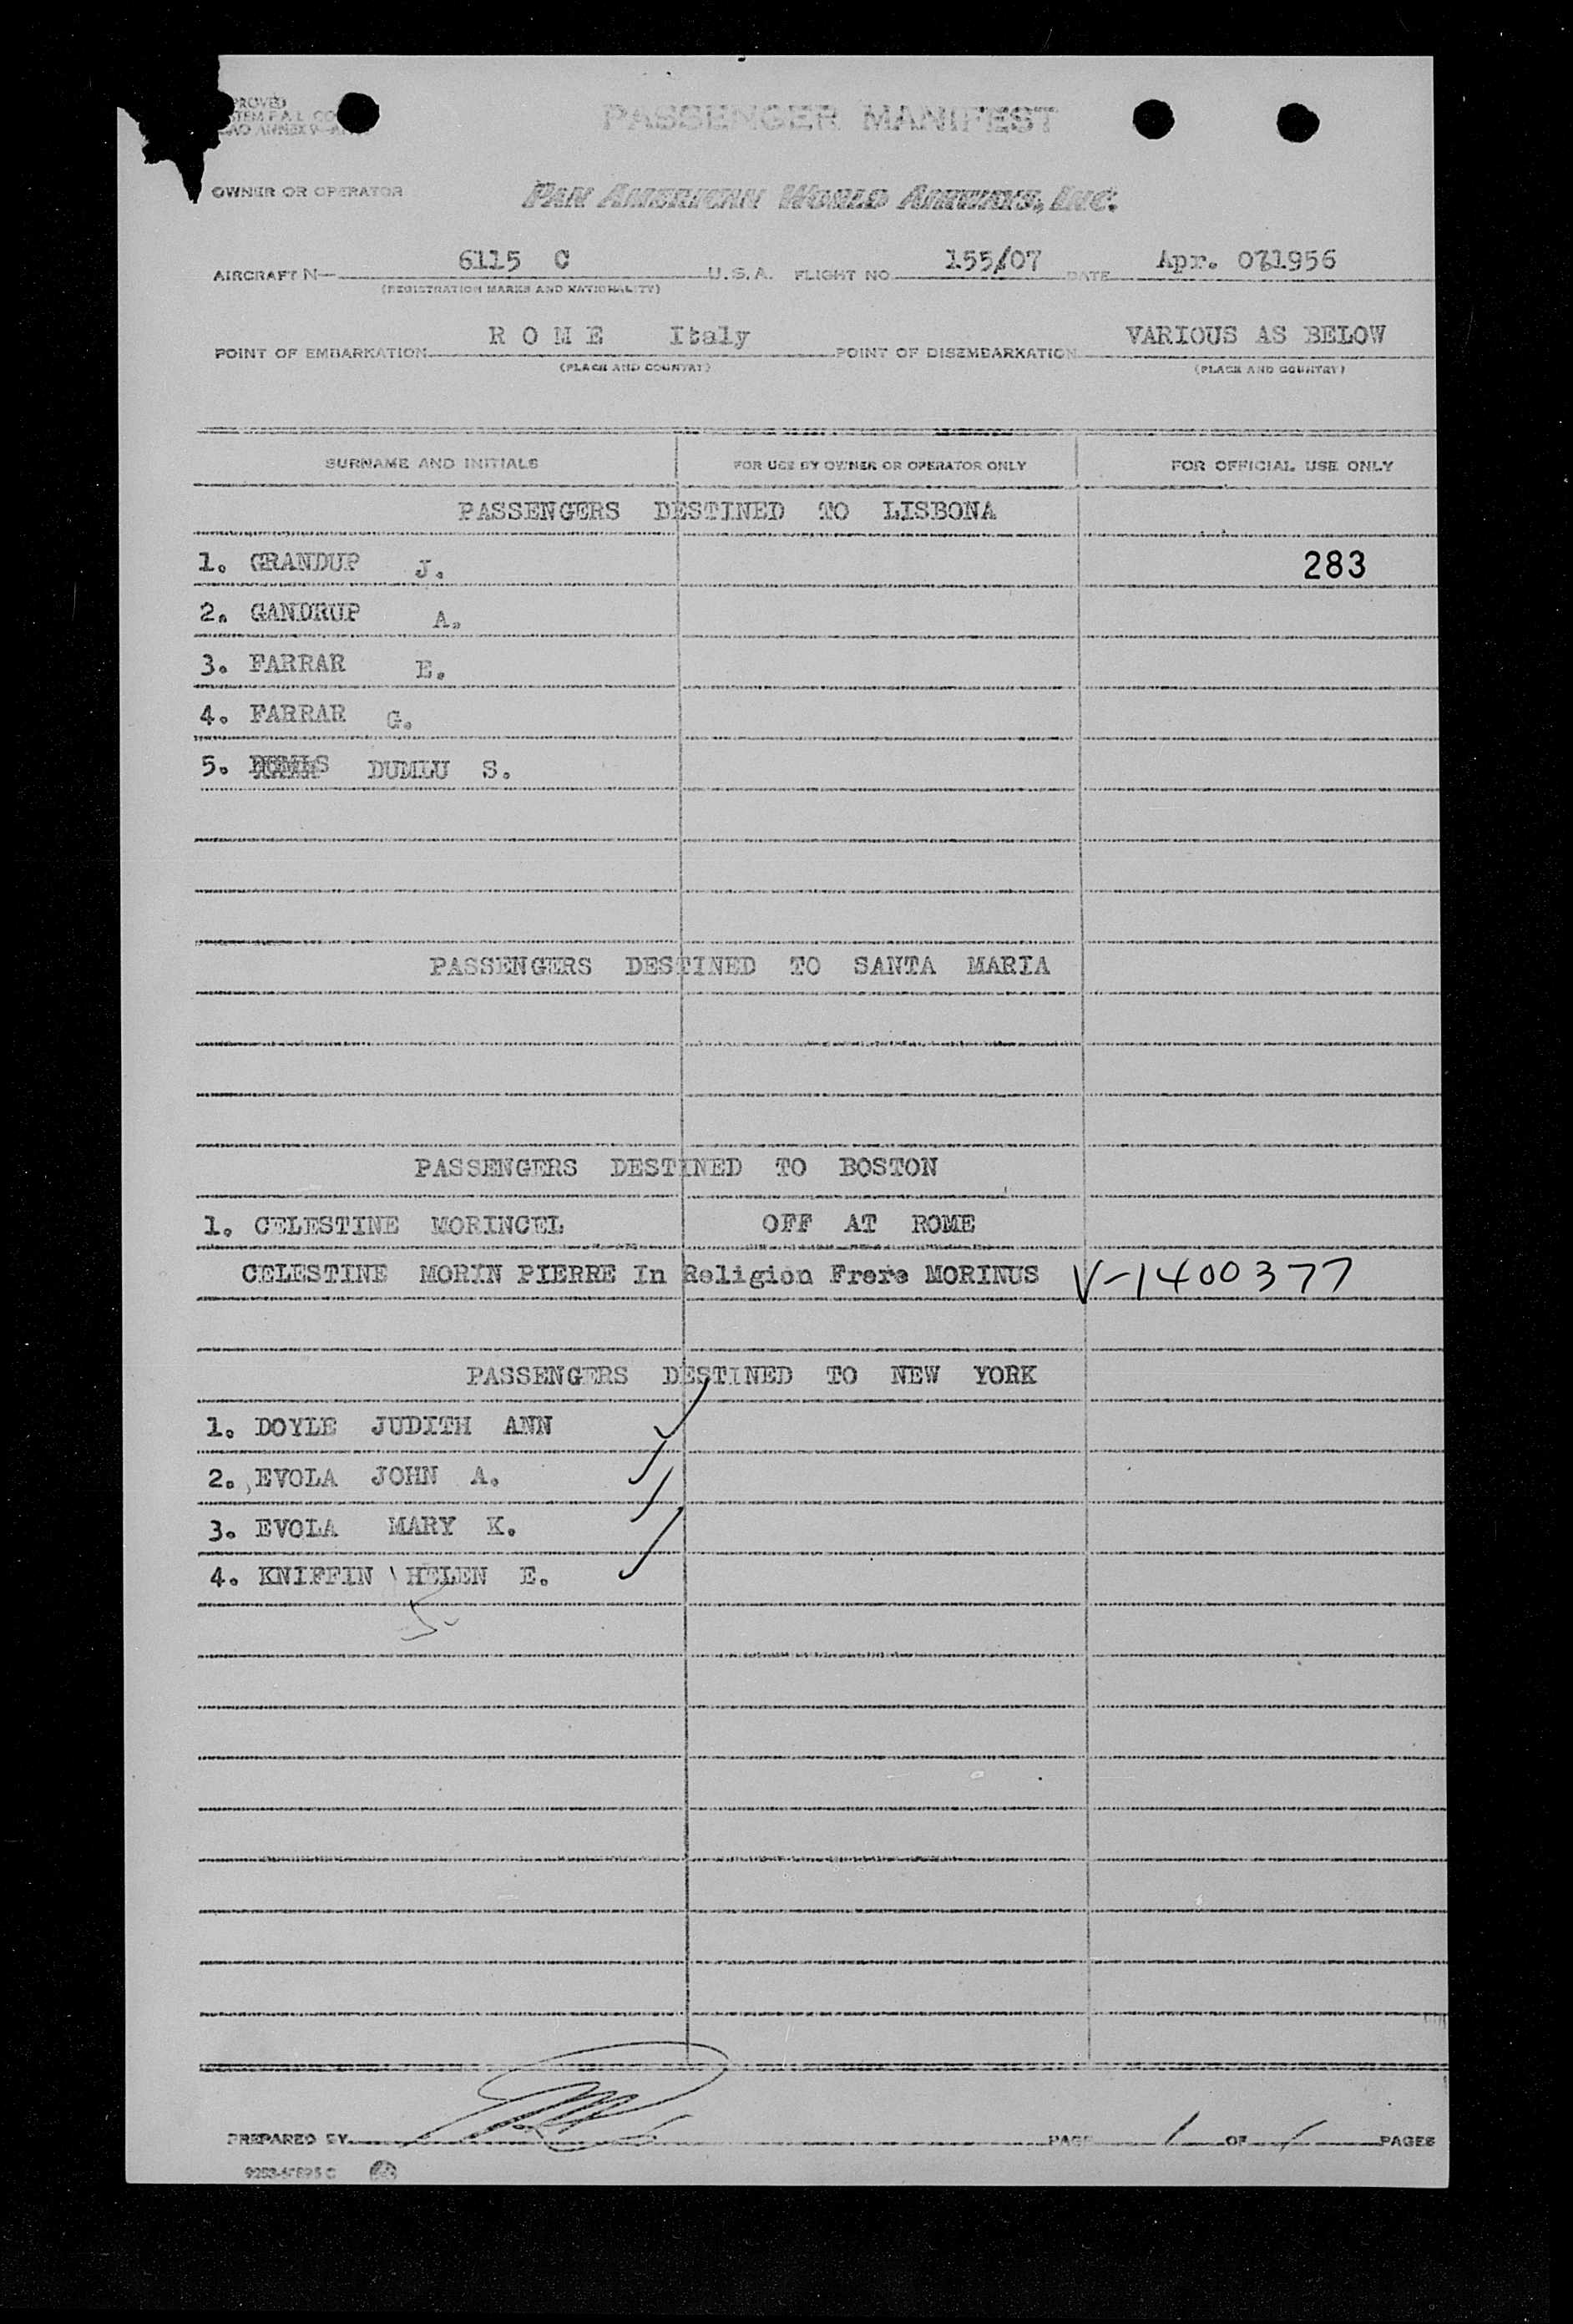 PASSENGER MANIFEST
OWNER OR OPERATOR
PAN AMERICAN WORLD AIRWAYS, INC.
AIRCRAFT N— 6115 C U.S.A. FLIGHT NO 155/07 DATE Apr. 071956
(REGISTRATION MARKS AND NATIONALITY)
POINT OF EMBARKATION R O M E Italy POINT OF DISEMBARKATION VARIOUS AS BELOW
(PLACE AND COUNTRY) (PLACE AND COUNTRY)
SURNAME AND INITIALS FOR USE BY OWNER OR OPERATOR ONLY FOR OFFICIAL USE ONLY
PASSENGERS DESTINED TO LISBONA
1. GRANDUP J. 283
2. GANDRUP A.
3. FARRAR E.
4. FARRAR G.
5. DUMLU S.
PASSENGERS DESTINED TO SANTA MARIA
PASSENGERS DESTINED TO BOSTON
1. CELESTINE MORINCEL OFF AT ROME
CELESTINE MORIN PIERRE In Religion Frere MORINUS V-1400377
PASSENGERS DESTINED TO NEW YORK
1. DOYLE JUDITH ANN
2. EVOLA JOHN A.
3. EVOLA MARY K.
4. KNIFFIN HELEN E.
PREPARED BY PAGE 1 OF 1 PAGES